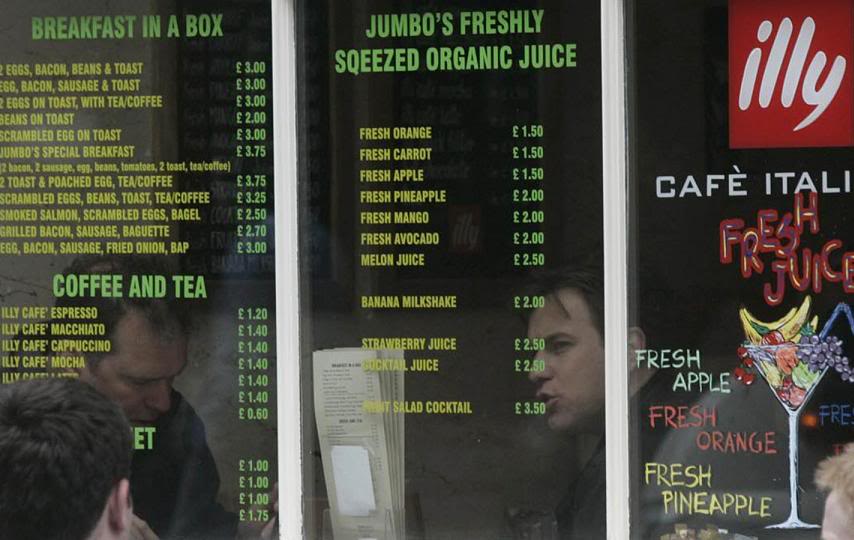 BREAKFAST IN A BOX
2 EGGS, BACON, BEANS & TOAST £ 3.00
EGG, BACON, SAUSAGE & TOAST £ 3.00
2 EGGS ON TOAST, WITH TEA/COFFEE £ 3.00
BEANS ON TOAST £ 2.00
SCRAMBLED EGG ON TOAST £ 3.00
JUMBO'S SPECIAL BREAKFAST £ 3.75
(2 bacon, 2 sausage, egg, beans, tomatoes, 2 toast, tea/coffee)
2 TOAST & POACHED EGG, TEA/COFFEE £ 3.75
SCRAMBLED EGGS, BEANS, TOAST, TEA/COFFEE £ 3.25
SMOKED SALMON, SCRAMBLED EGGS, BAGEL £ 2.50
GRILLED BACON, SAUSAGE, BAGUETTE £ 2.70
EGG, BACON, SAUSAGE, FRIED ONION, BAP £ 3.00
COFFEE AND TEA
ILLY CAFE' ESPRESSO £ 1.20
ILLY CAFE' MACCHIATO £ 1.40
ILLY CAFE' CAPPUCCINO £ 1.40
ILLY CAFE' MOCHA £ 1.40
ILLY CAFE' LATTE £ 1.40
£ 1.40
£ 0.60
ET
£ 1.00
£ 1.00
£ 1.00
£ 1.75
JUMBO'S FRESHLY
SQEEZED ORGANIC JUICE
FRESH ORANGE £ 1.50
FRESH CARROT £ 1.50
FRESH APPLE £ 1.50
FRESH PINEAPPLE £ 2.00
FRESH MANGO £ 2.00
FRESH AVOCADO £ 2.00
MELON JUICE £ 2.50
BANANA MILKSHAKE £ 2.00
STRAWBERRY JUICE £ 2.50
COCKTAIL JUICE £ 2.50
FRUIT SALAD COCKTAIL £ 3.50
illy
illy
CAFÈ ITALI
FRESH
JUICE
FRESH
APPLE
FRESH
ORANGE
FRES
FRESH
PINEAPPLE